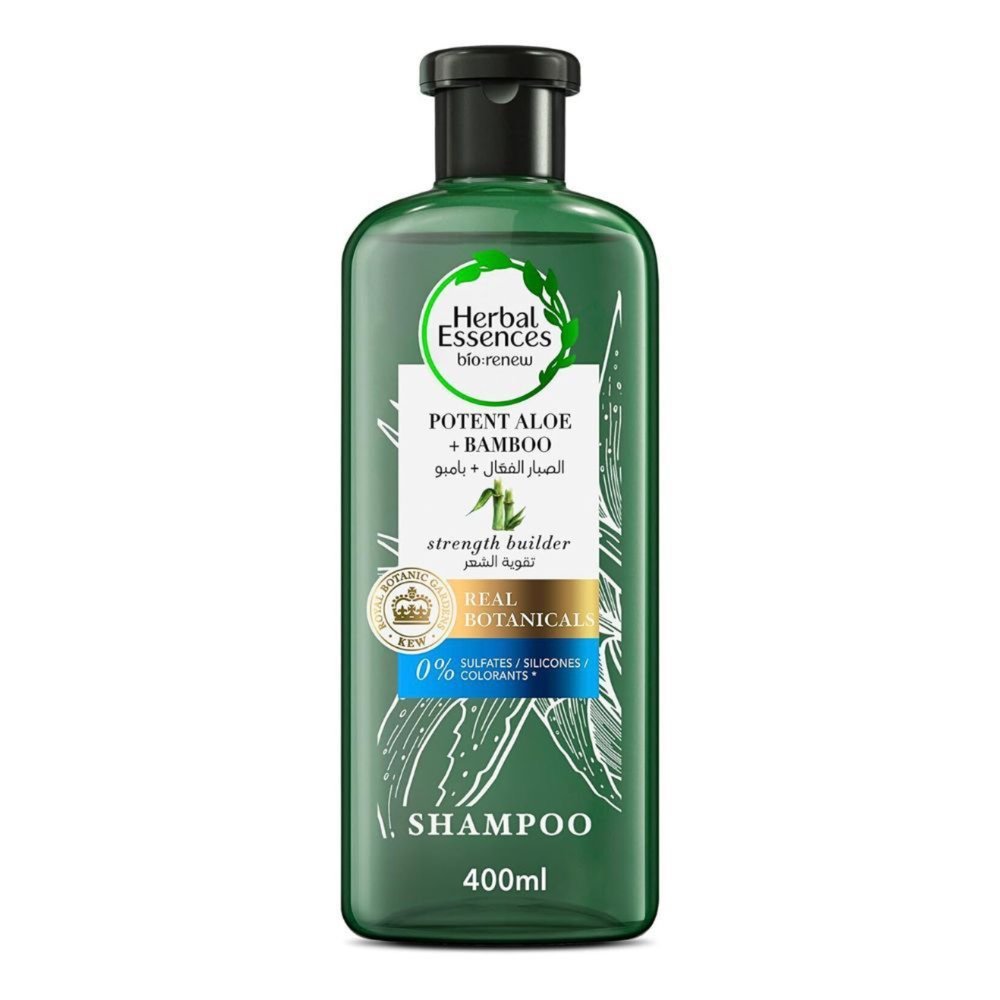 Herbal
Essences
bio:renew
POTENT ALOE
+ BAMBOO
الصبار الفعّال + بامبو
strength builder
تقوية الشعر
ROYAL BOTANIC GARDENS
• KEW •
REAL
BOTANICALS
0% SULFATES / SILICONES /
COLORANTS *
SHAMPOO
400ml